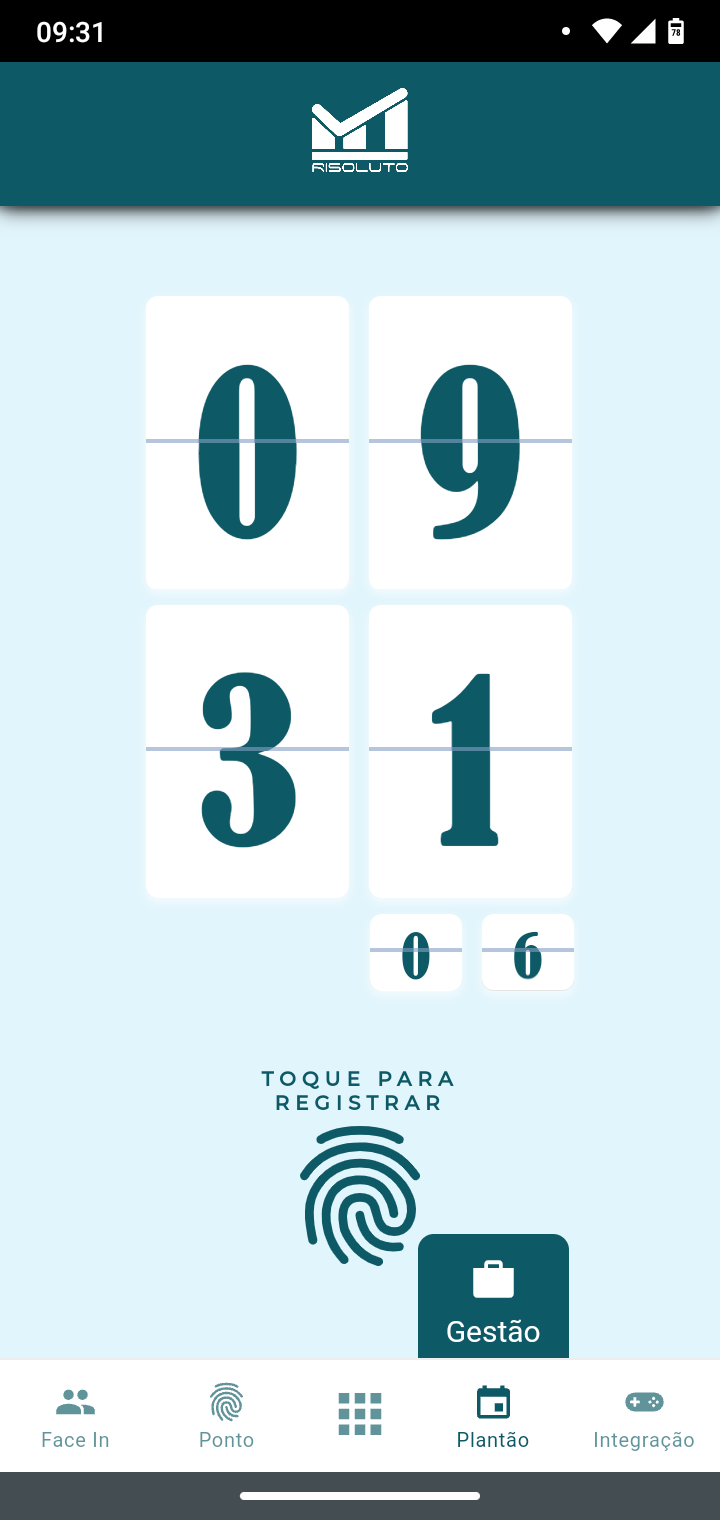 09:31
78
RISOLUTO
0 9
3 1
0 6
TOQUE PARA
REGISTRAR
Gestão
Face In
Ponto
Plantão
Integração